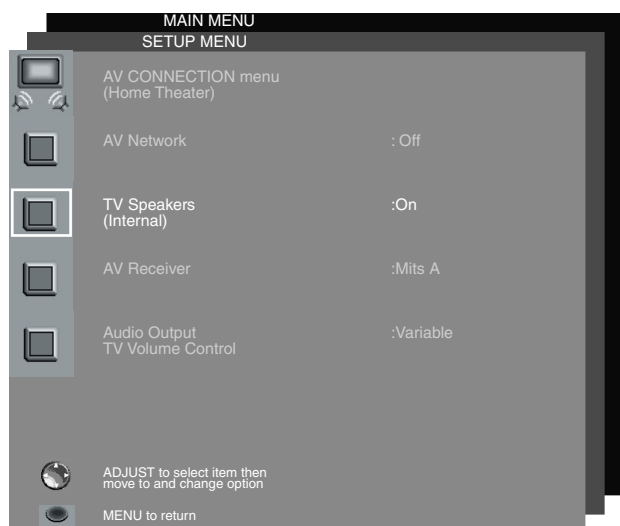 MAIN MENU
SETUP MENU
AV CONNECTION menu
(Home Theater)
AV Network : Off
TV Speakers :On
(Internal)
AV Receiver :Mits A
Audio Output :Variable
TV Volume Control
ADJUST to select item then
move to and change option
MENU to return